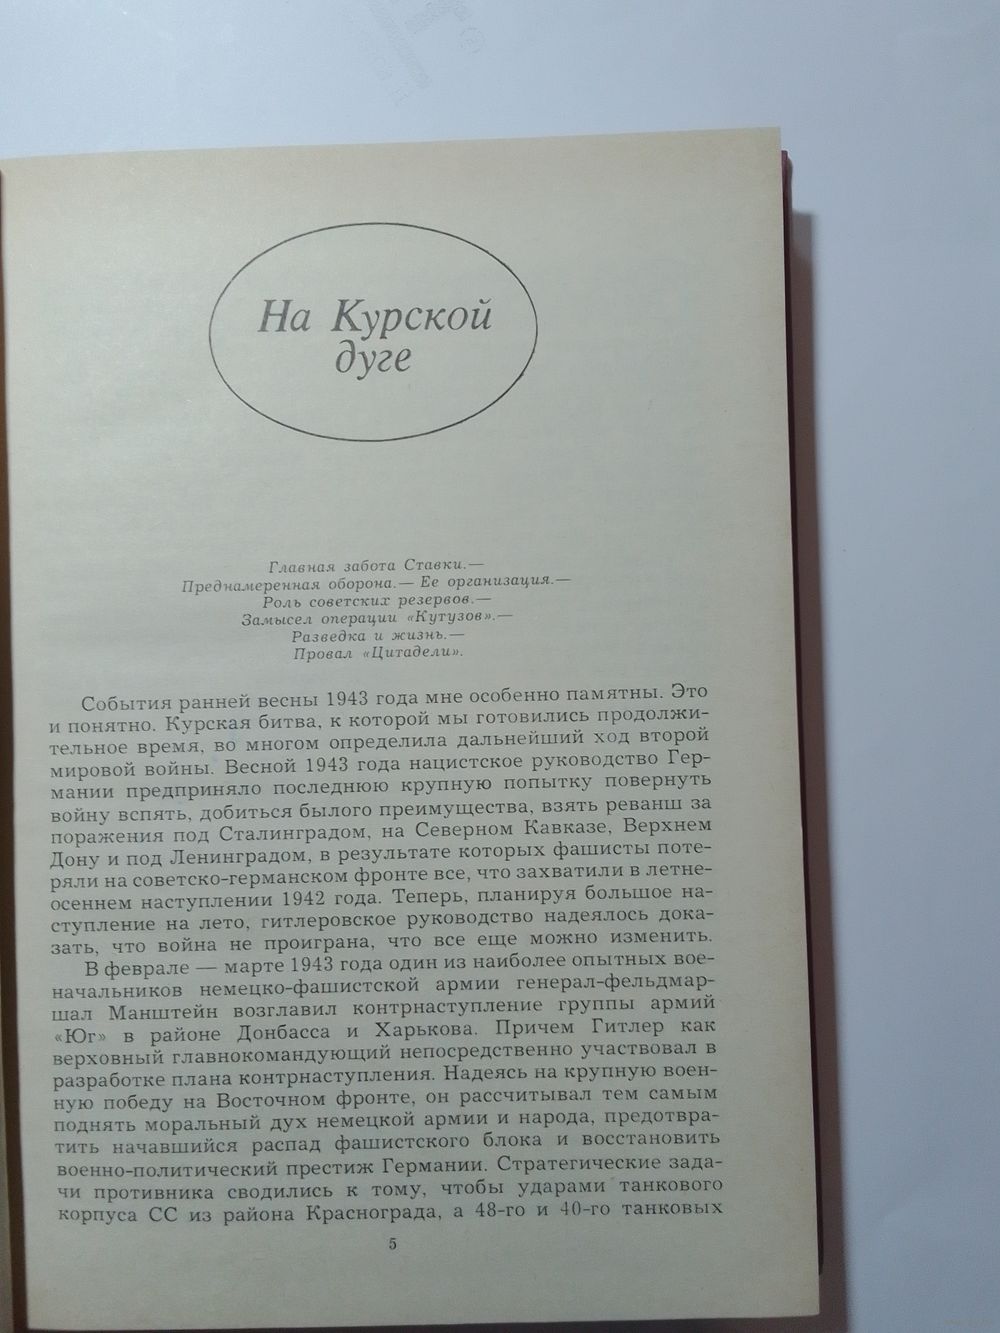 На Курской
дуге
Главная забота Ставки.—
Преднамеренная оборона.— Ее организация.—
Роль советских резервов.—
Замысел операции «Кутузов».—
Разведка и жизнь.—
Провал «Цитадели».
События ранней весны 1943 года мне особенно памятны. Это
и понятно. Курская битва, к которой мы готовились продолжи-
тельное время, во многом определила дальнейший ход второй
мировой войны. Весной 1943 года нацистское руководство Гер-
мании предприняло последнюю крупную попытку повернуть
войну вспять, добиться былого преимущества, взять реванш за
поражения под Сталинградом, на Северном Кавказе, Верхнем
Дону и под Ленинградом, в результате которых фашисты поте-
ряли на советско-германском фронте все, что захватили в летне-
осеннем наступлении 1942 года. Теперь, планируя большое на-
ступление на лето, гитлеровское руководство надеялось дока-
зать, что война не проиграна, что все еще можно изменить.
В феврале — марте 1943 года один из наиболее опытных вое-
начальников немецко-фашистской армии генерал-фельдмар-
шал Манштейн возглавил контрнаступление группы армий
«Юг» в районе Донбасса и Харькова. Причем Гитлер как
верховный главнокомандующий непосредственно участвовал в
разработке плана контрнаступления. Надеясь на крупную воен-
ную победу на Восточном фронте, он рассчитывал тем самым
поднять моральный дух немецкой армии и народа, предотвра-
тить начавшийся распад фашистского блока и восстановить
военно-политический престиж Германии. Стратегические зада-
чи противника сводились к тому, чтобы ударами танкового
корпуса СС из района Краснограда, а 48-го и 40-го танковых
5